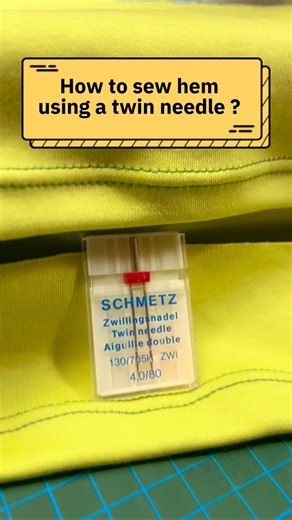 How to sew hem
using a twin needle ?
SCHMETZ
Zwillingsnadel
Twin needle
Aiguille double
130/705H ZWI
4,0/80